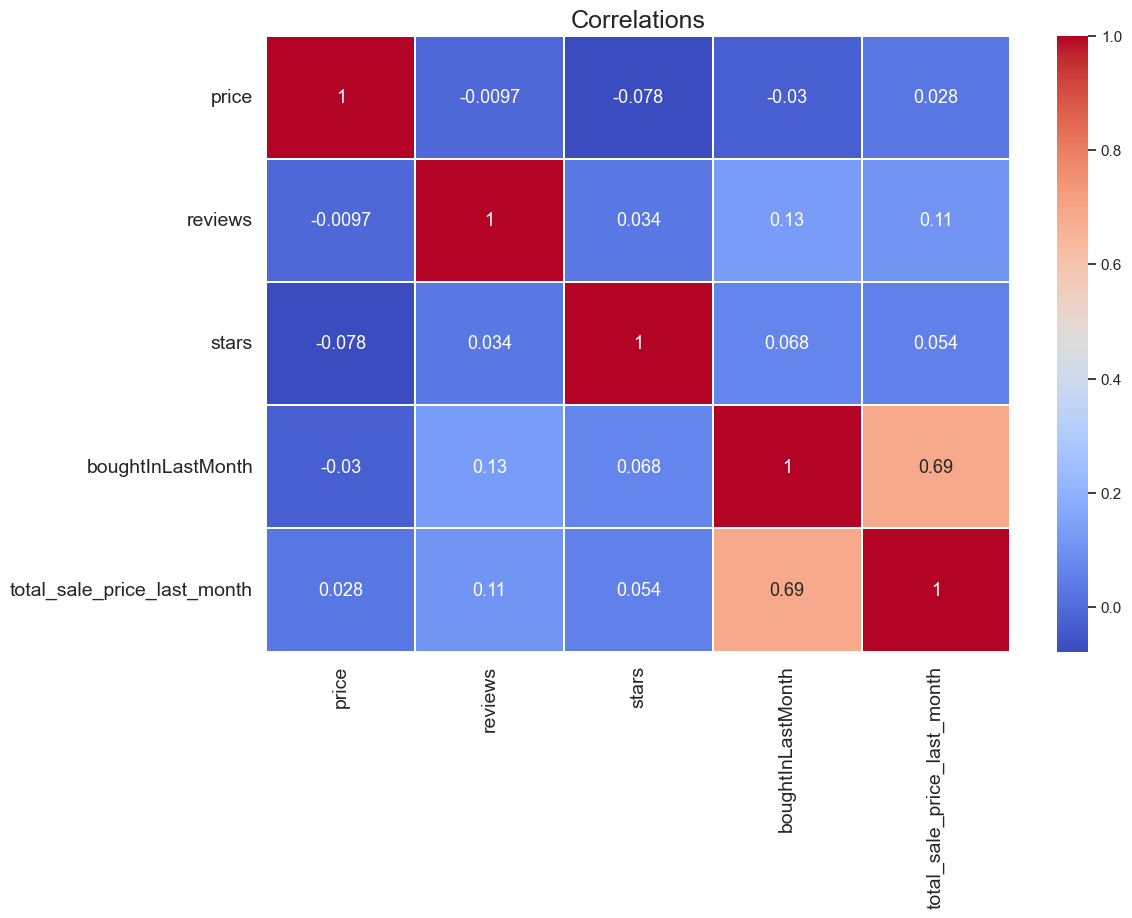 Correlations
price
1
-0.0097
-0.078
-0.03
0.028
reviews
-0.0097
1
0.034
0.13
0.11
stars
-0.078
0.034
1
0.068
0.054
boughtInLastMonth
-0.03
0.13
0.068
1
0.69
total_sale_price_last_month
0.028
0.11
0.054
0.69
1
price
reviews
stars
boughtInLastMonth
total_sale_price_last_month
1.0
0.8
0.6
0.4
0.2
0.0